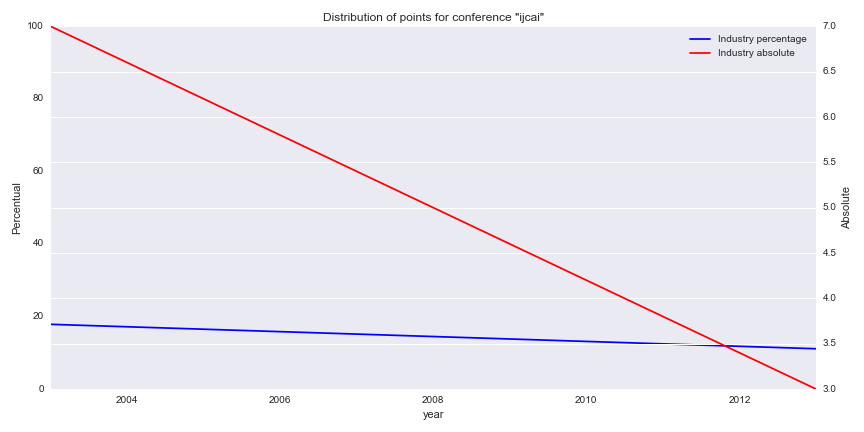 Distribution of points for conference "ijcai"
Industry percentage
Industry absolute
100
80
60
40
20
0
Percentual
7.0
6.5
6.0
5.5
5.0
4.5
4.0
3.5
3.0
Absolute
2004 2006 2008 2010 2012
year